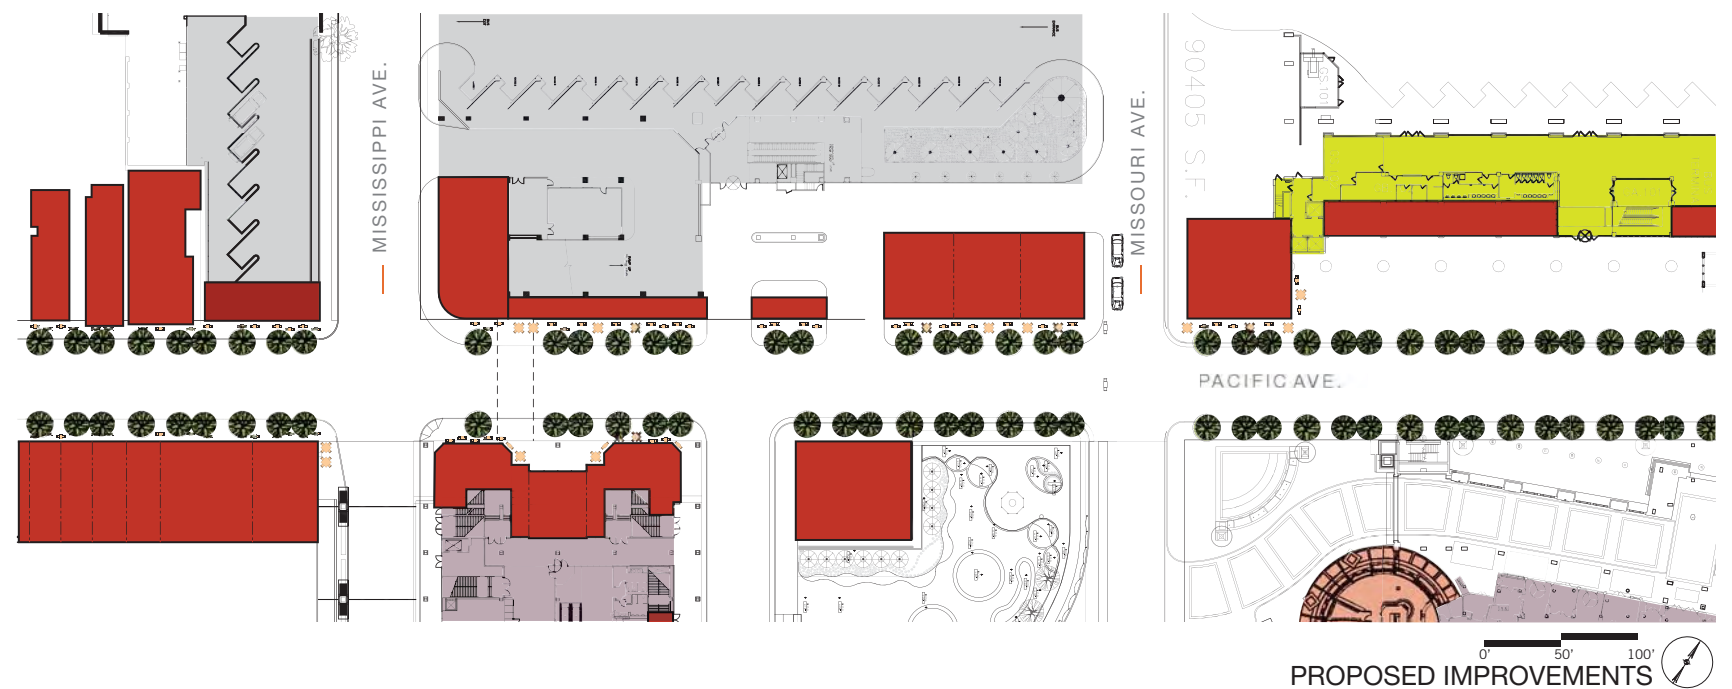 MISSISSIPPI AVE.
MISSOURI AVE.
90405 S.F.
PACIFIC AVE.
0' 50' 100'
PROPOSED IMPROVEMENTS